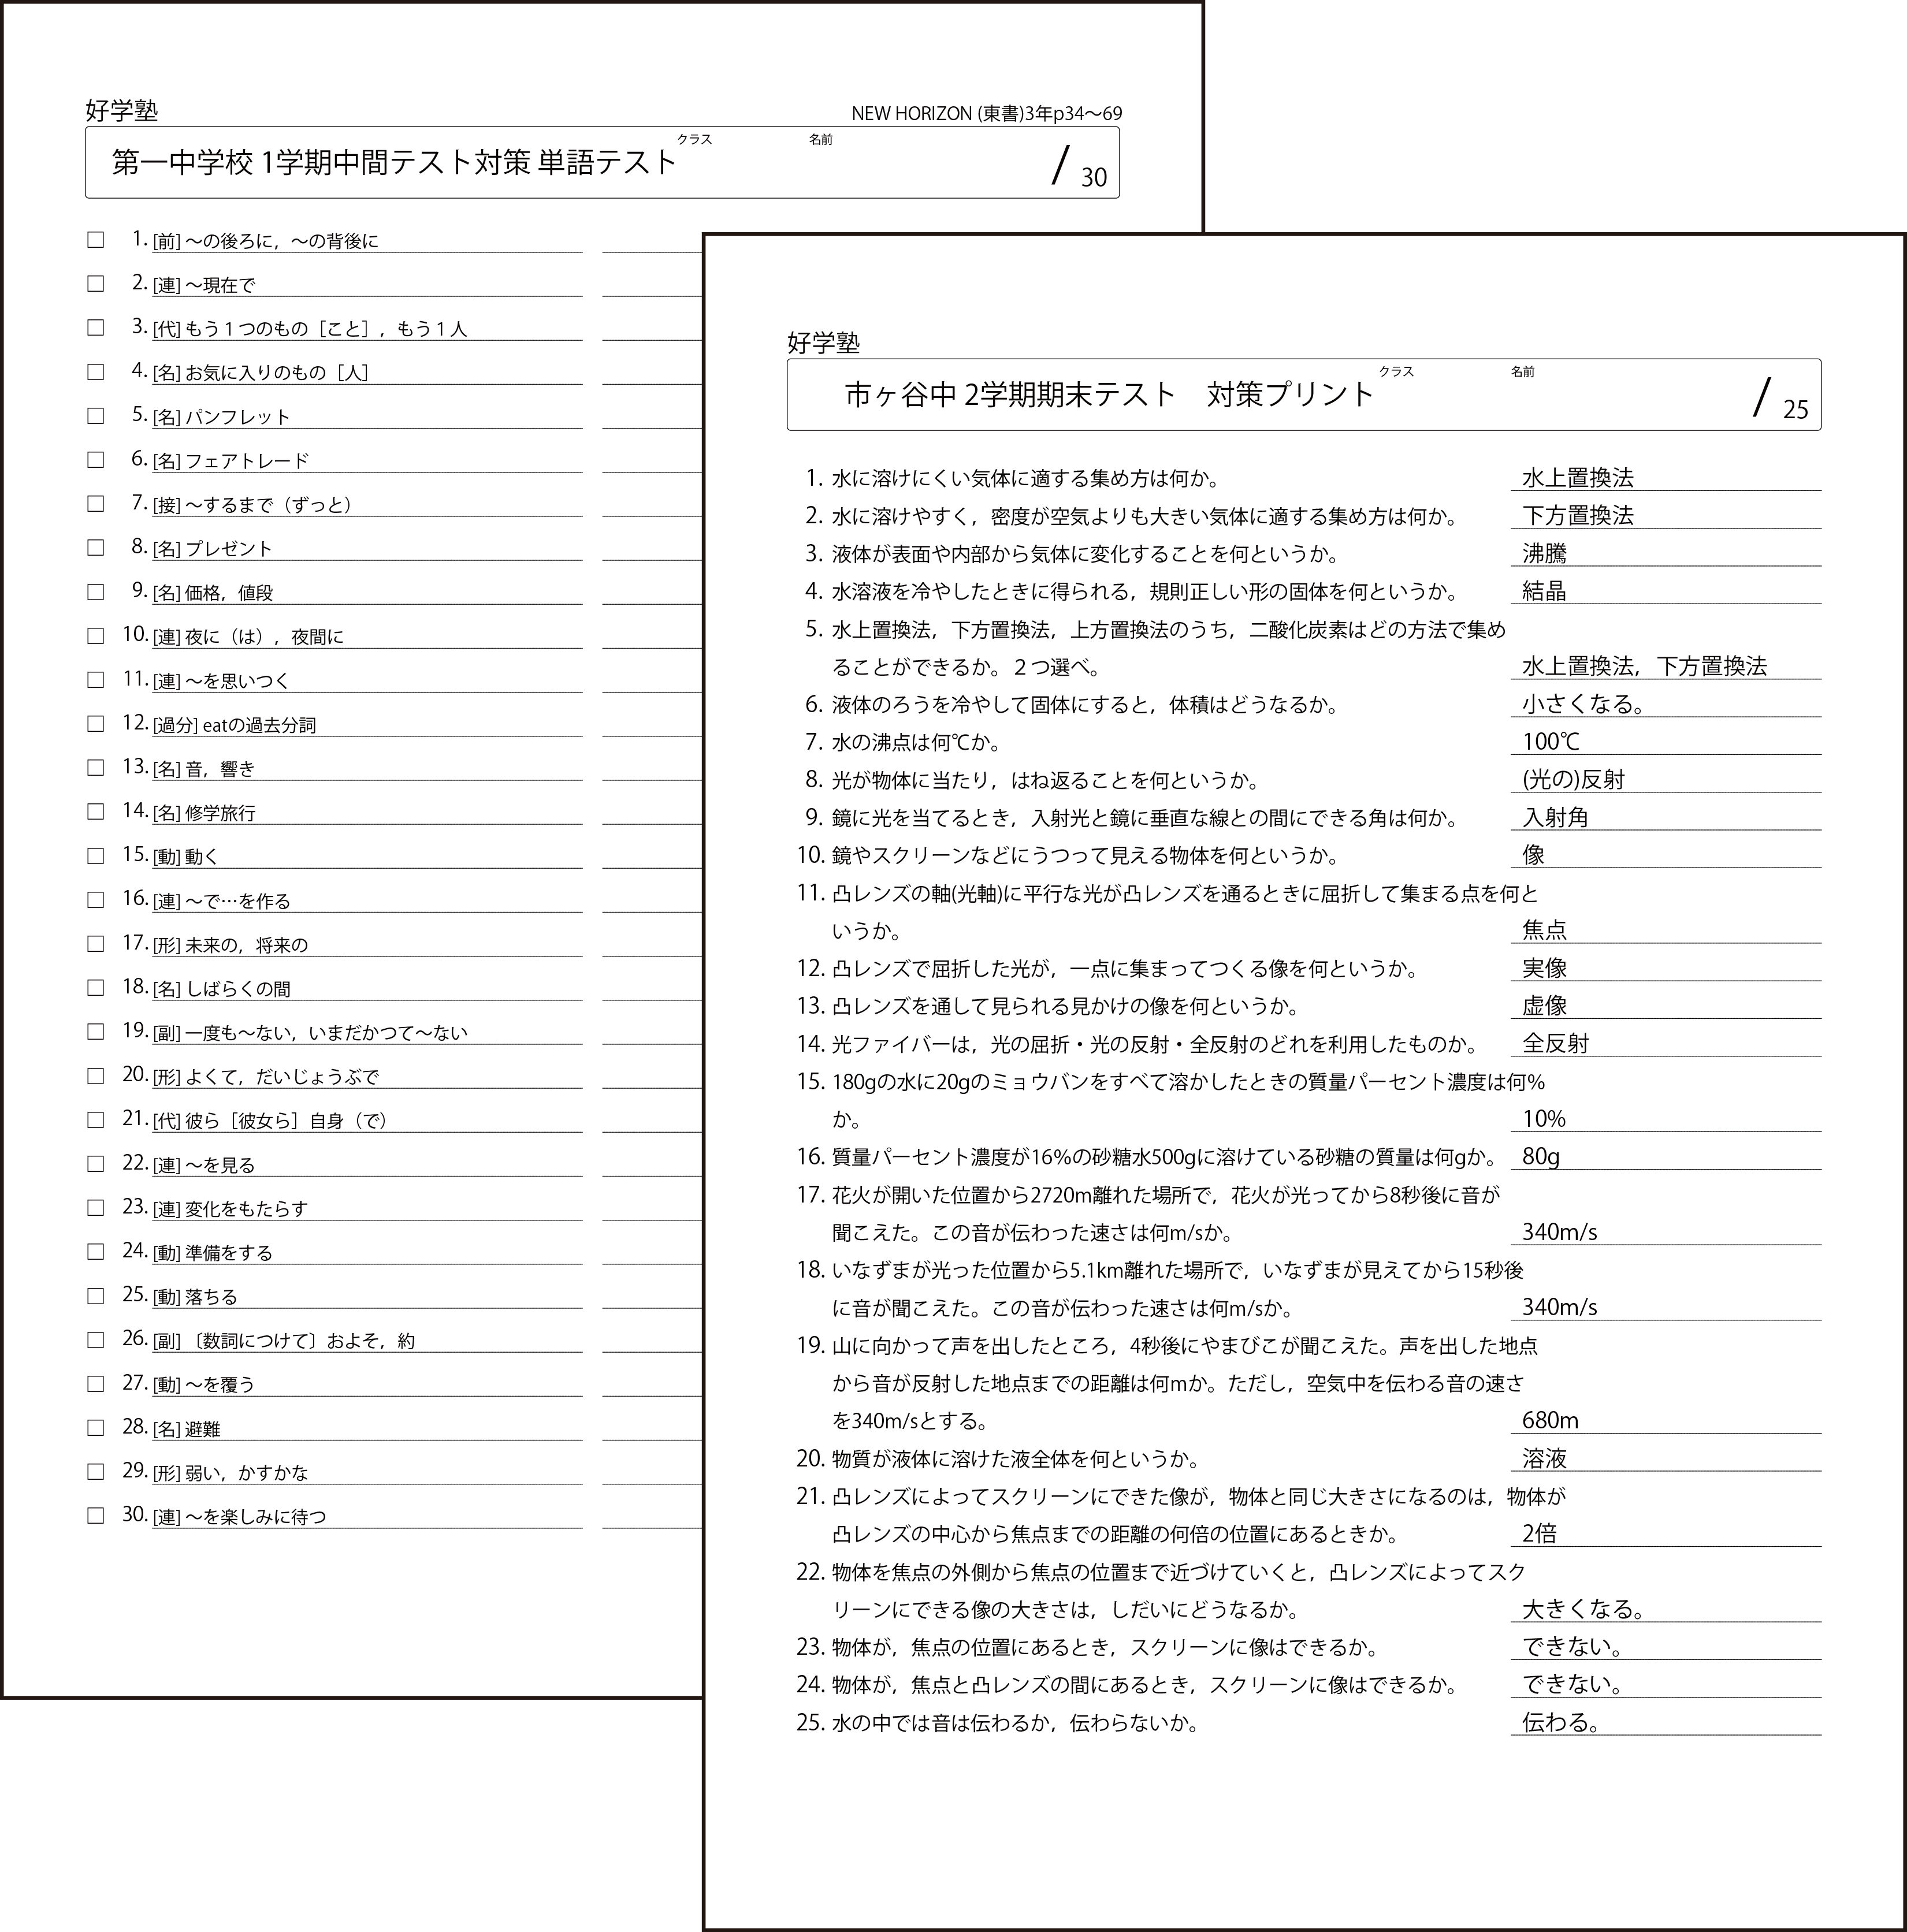 好学塾
NEW HORIZON (東書)3年p34～69
第一中学校 1学期中間テスト対策 単語テスト
クラス
名前
/ 30
□ 1. [前] ～の後ろに，～の背後に
□ 2. [連] ～現在で
□ 3. [代] もう１つのもの［こと］，もう１人
□ 4. [名] お気に入りのもの［人］
□ 5. [名] パンフレット
□ 6. [名] フェアトレード
□ 7. [接] ～するまで（ずっと）
□ 8. [名] プレゼント
□ 9. [名] 価格，値段
□ 10. [連] 夜に（は），夜間に
□ 11. [連] ～を思いつく
□ 12. [過分] eatの過去分詞
□ 13. [名] 音，響き
□ 14. [名] 修学旅行
□ 15. [動] 動く
□ 16. [連] ～で…を作る
□ 17. [形] 未来の，将来の
□ 18. [名] しばらくの間
□ 19. [副] 一度も～ない，いまだかつて～ない
□ 20. [形] よくて，だいじょうぶで
□ 21. [代] 彼ら［彼女ら］自身（で）
□ 22. [連] ～を見る
□ 23. [連] 変化をもたらす
□ 24. [動] 準備をする
□ 25. [動] 落ちる
□ 26. [副] 〔数詞につけて〕およそ，約
□ 27. [動] ～を覆う
□ 28. [名] 避難
□ 29. [形] 弱い，かすかな
□ 30. [連] ～を楽しみに待つ
好学塾
市ヶ谷中 2学期期末テスト　対策プリント
クラス
名前
/ 25
1. 水に溶けにくい気体に適する集め方は何か。 水上置換法
2. 水に溶けやすく，密度が空気よりも大きい気体に適する集め方は何か。 下方置換法
3. 液体が表面や内部から気体に変化することを何というか。 沸騰
4. 水溶液を冷やしたときに得られる，規則正しい形の固体を何というか。 結晶
5. 水上置換法，下方置換法，上方置換法のうち，二酸化炭素はどの方法で集め
ることができるか。２つ選べ。 水上置換法，下方置換法
6. 液体のろうを冷やして固体にすると，体積はどうなるか。 小さくなる。
7. 水の沸点は何℃か。 100℃
8. 光が物体に当たり，はね返ることを何というか。 (光の)反射
9. 鏡に光を当てるとき，入射光と鏡に垂直な線との間にできる角は何か。 入射角
10. 鏡やスクリーンなどにうつって見える物体を何というか。 像
11. 凸レンズの軸(光軸)に平行な光が凸レンズを通るときに屈折して集まる点を何と
いうか。 焦点
12. 凸レンズで屈折した光が，一点に集まってつくる像を何というか。 実像
13. 凸レンズを通して見られる見かけの像を何というか。 虚像
14. 光ファイバーは，光の屈折・光の反射・全反射のどれを利用したものか。 全反射
15. 180gの水に20gのミョウバンをすべて溶かしたときの質量パーセント濃度は何%
か。 10%
16. 質量パーセント濃度が16%の砂糖水500gに溶けている砂糖の質量は何gか。 80g
17. 花火が開いた位置から2720m離れた場所で，花火が光ってから8秒後に音が
聞こえた。この音が伝わった速さは何m/sか。 340m/s
18. いなずまが光った位置から5.1km離れた場所で，いなずまが見えてから15秒後
に音が聞こえた。この音が伝わった速さは何m/sか。 340m/s
19. 山に向かって声を出したところ，4秒後にやまびこが聞こえた。声を出した地点
から音が反射した地点までの距離は何mか。ただし，空気中を伝わる音の速さ
を340m/sとする。 680m
20. 物質が液体に溶けた液全体を何というか。 溶液
21. 凸レンズによってスクリーンにできた像が，物体と同じ大きさになるのは，物体が
凸レンズの中心から焦点までの距離の何倍の位置にあるときか。 2倍
22. 物体を焦点の外側から焦点の位置まで近づけていくと，凸レンズによってスク
リーンにできる像の大きさは，しだいにどうなるか。 大きくなる。
23. 物体が，焦点の位置にあるとき，スクリーンに像はできるか。 できない。
24. 物体が，焦点と凸レンズの間にあるとき，スクリーンに像はできるか。 できない。
25. 水の中では音は伝わるか，伝わらないか。 伝わる。